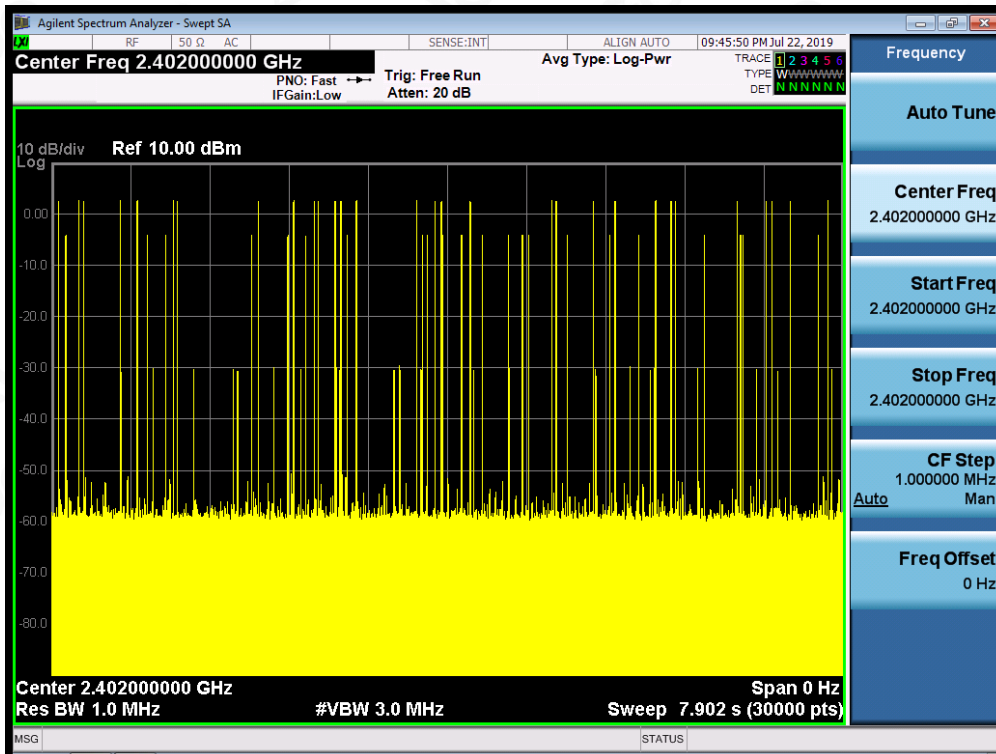 Agilent Spectrum Analyzer - Swept SA
LXI RF 50 Ω AC SENSE:INT ALIGN AUTO 09:45:50 PM Jul 22, 2019
Center Freq 2.402000000 GHz
PNO: Fast
IFGain:Low
Trig: Free Run
Atten: 20 dB
Avg Type: Log-Pwr
TRACE 1 2 3 4 5 6
TYPE WWWWWWW
DET N N N N N N
10 dB/div Ref 10.00 dBm
Log
0.00
-10.0
-20.0
-30.0
-40.0
-50.0
-60.0
-70.0
-80.0
Center 2.402000000 GHz Span 0 Hz
Res BW 1.0 MHz #VBW 3.0 MHz Sweep 7.902 s (30000 pts)
MSG STATUS
Frequency
Auto Tune
Center Freq
2.402000000 GHz
Start Freq
2.402000000 GHz
Stop Freq
2.402000000 GHz
CF Step
1.000000 MHz
Auto Man
Freq Offset
0 Hz